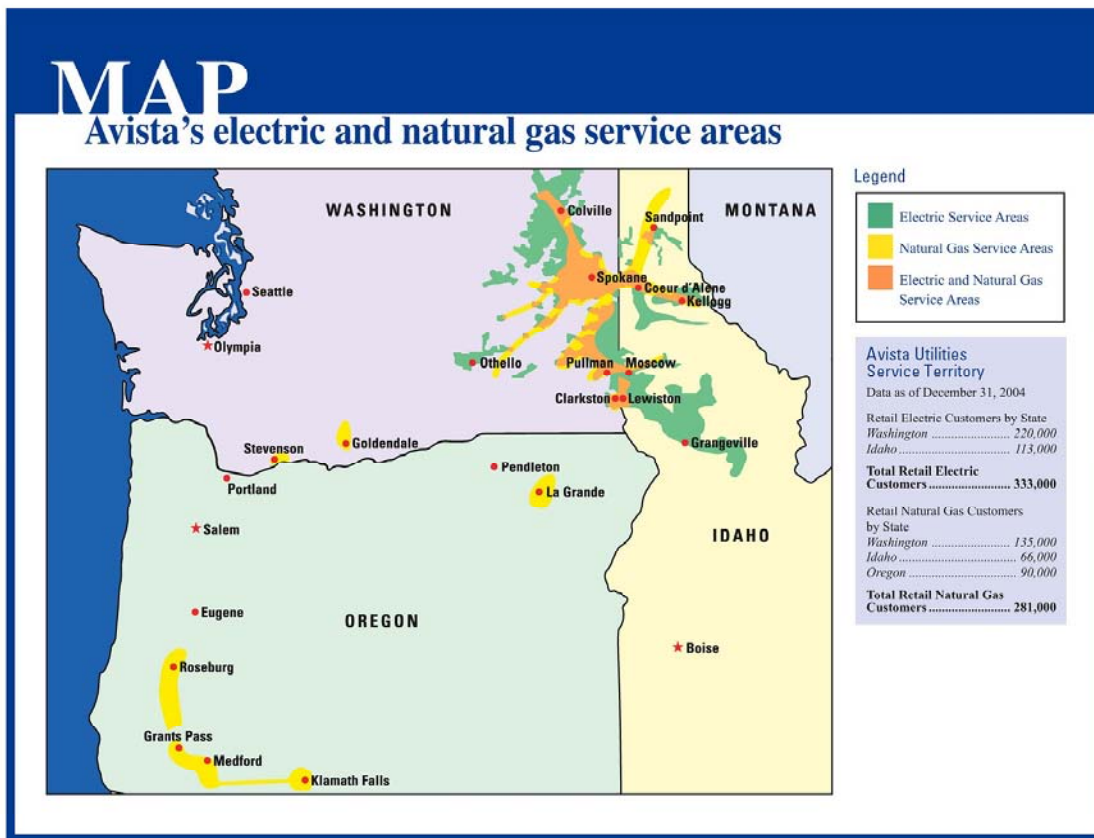 MAP
Avista's electric and natural gas service areas
WASHINGTON
MONTANA
OREGON
IDAHO
Colville
Sandpoint
Spokane
Coeur d'Alene
Kellogg
Seattle
Olympia
Othello
Pullman
Moscow
Clarkston
Lewiston
Grangeville
Stevenson
Goldendale
Portland
Pendleton
La Grande
Salem
Eugene
Boise
Roseburg
Grants Pass
Medford
Klamath Falls
Legend
Electric Service Areas
Natural Gas Service Areas
Electric and Natural Gas
Service Areas
Avista Utilities
Service Territory
Data as of December 31, 2004
Retail Electric Customers by State
Washington ........................ 220,000
Idaho .................................. 113,000
Total Retail Electric
Customers ........................ 333,000
Retail Natural Gas Customers
by State
Washington ......................... 135,000
Idaho ................................... 66,000
Oregon ................................ 90,000
Total Retail Natural Gas
Customers ........................ 281,000